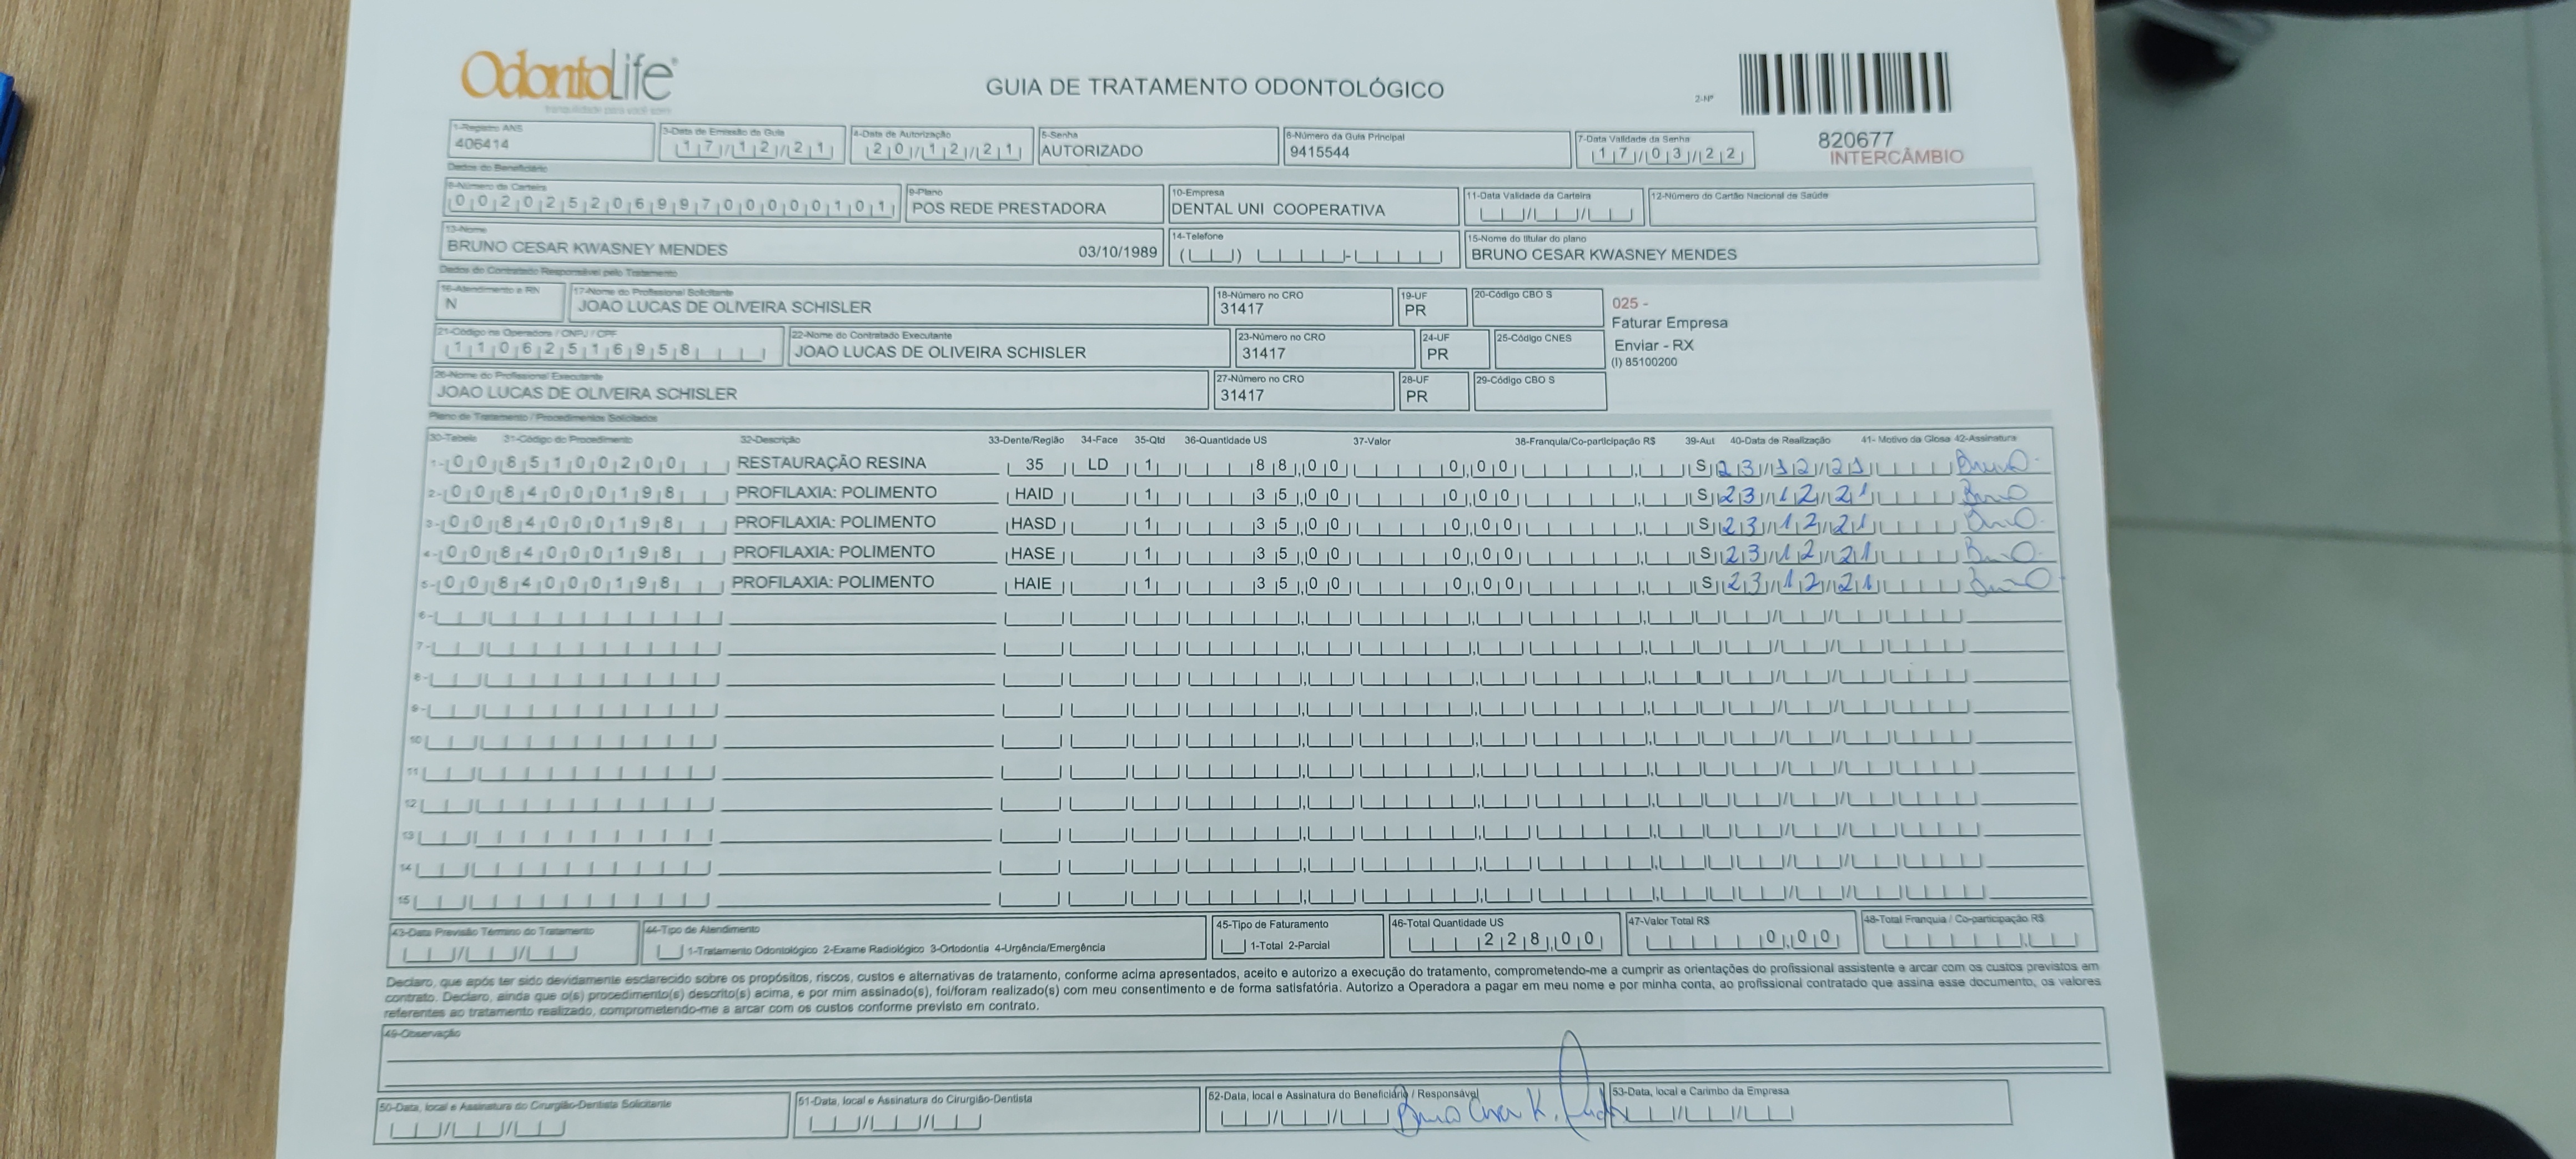 OdontoLife®
tranquilidade para você sorrir
GUIA DE TRATAMENTO ODONTOLÓGICO
2-Nº
820677
INTERCÂMBIO
1-Registro ANS
406414
3-Data de Emissão da Guia
17/12/21
4-Data de Autorização
20/12/21
5-Senha
AUTORIZADO
6-Número da Guia Principal
9415544
7-Data Validade da Senha
17/03/22
Dados do Beneficiário
8-Número da Carteira
00202520699700000101
9-Plano
POS REDE PRESTADORA
10-Empresa
DENTAL UNI COOPERATIVA
11-Data Validade da Carteira
12-Número do Cartão Nacional de Saúde
13-Nome
BRUNO CESAR KWASNEY MENDES 03/10/1989
14-Telefone
15-Nome do titular do plano
BRUNO CESAR KWASNEY MENDES
Dados do Contratado Responsável pelo Tratamento
16-Atendimento a RN
N
17-Nome do Profissional Solicitante
JOAO LUCAS DE OLIVEIRA SCHISLER
18-Número no CRO
31417
19-UF
PR
20-Código CBO S
025 -
Faturar Empresa
Enviar - RX
(I) 85100200
21-Código na Operadora / CNPJ / CPF
11062516958
22-Nome do Contratado Executante
JOAO LUCAS DE OLIVEIRA SCHISLER
23-Número no CRO
31417
24-UF
PR
25-Código CNES
26-Nome do Profissional Executante
JOAO LUCAS DE OLIVEIRA SCHISLER
27-Número no CRO
31417
28-UF
PR
29-Código CBO S
Plano de Tratamento / Procedimentos Solicitados
30-Tabela 31-Código do Procedimento 32-Descrição 33-Dente/Região 34-Face 35-Qtd 36-Quantidade US 37-Valor 38-Franquia/Co-participação R$ 39-Aut 40-Data de Realização 41- Motivo da Glosa 42-Assinatura
1- 00 85100200 RESTAURAÇÃO RESINA 35 LD 1 88,00 0,00 S 23/12/21 Bruno
2- 00 84000198 PROFILAXIA: POLIMENTO HAID 1 35,00 0,00 S 23/12/21 Bruno
3- 00 84000198 PROFILAXIA: POLIMENTO HASD 1 35,00 0,00 S 23/12/21 Bruno
4- 00 84000198 PROFILAXIA: POLIMENTO HASE 1 35,00 0,00 S 23/12/21 Bruno
5- 00 84000198 PROFILAXIA: POLIMENTO HAIE 1 35,00 0,00 S 23/12/21 Bruno
6-
7-
8-
9-
10
11
12
13
14
15
43-Data Previsão Término do Tratamento
44-Tipo de Atendimento
1-Tratamento Odontológico 2-Exame Radiológico 3-Ortodontia 4-Urgência/Emergência
45-Tipo de Faturamento
1-Total 2-Parcial
46-Total Quantidade US
228,00
47-Valor Total R$
0,00
48-Total Franquia / Co-participação R$
Declaro, que após ter sido devidamente esclarecido sobre os propósitos, riscos, custos e alternativas de tratamento, conforme acima apresentados, aceito e autorizo a execução do tratamento, comprometendo-me a cumprir as orientações do profissional assistente e arcar com os custos previstos em
contrato. Declaro, ainda que o(s) procedimento(s) descrito(s) acima, e por mim assinado(s), foi/foram realizado(s) com meu consentimento e de forma satisfatória. Autorizo a Operadora a pagar em meu nome e por minha conta, ao profissional contratado que assina esse documento, os valores
referentes ao tratamento realizado, comprometendo-me a arcar com os custos conforme previsto em contrato.
49-Observação
50-Data, local e Assinatura do Cirurgião-Dentista Solicitante
51-Data, local e Assinatura do Cirurgião-Dentista
52-Data, local e Assinatura do Beneficiário / Responsável
Bruno Cesar K.
53-Data, local e Carimbo da Empresa